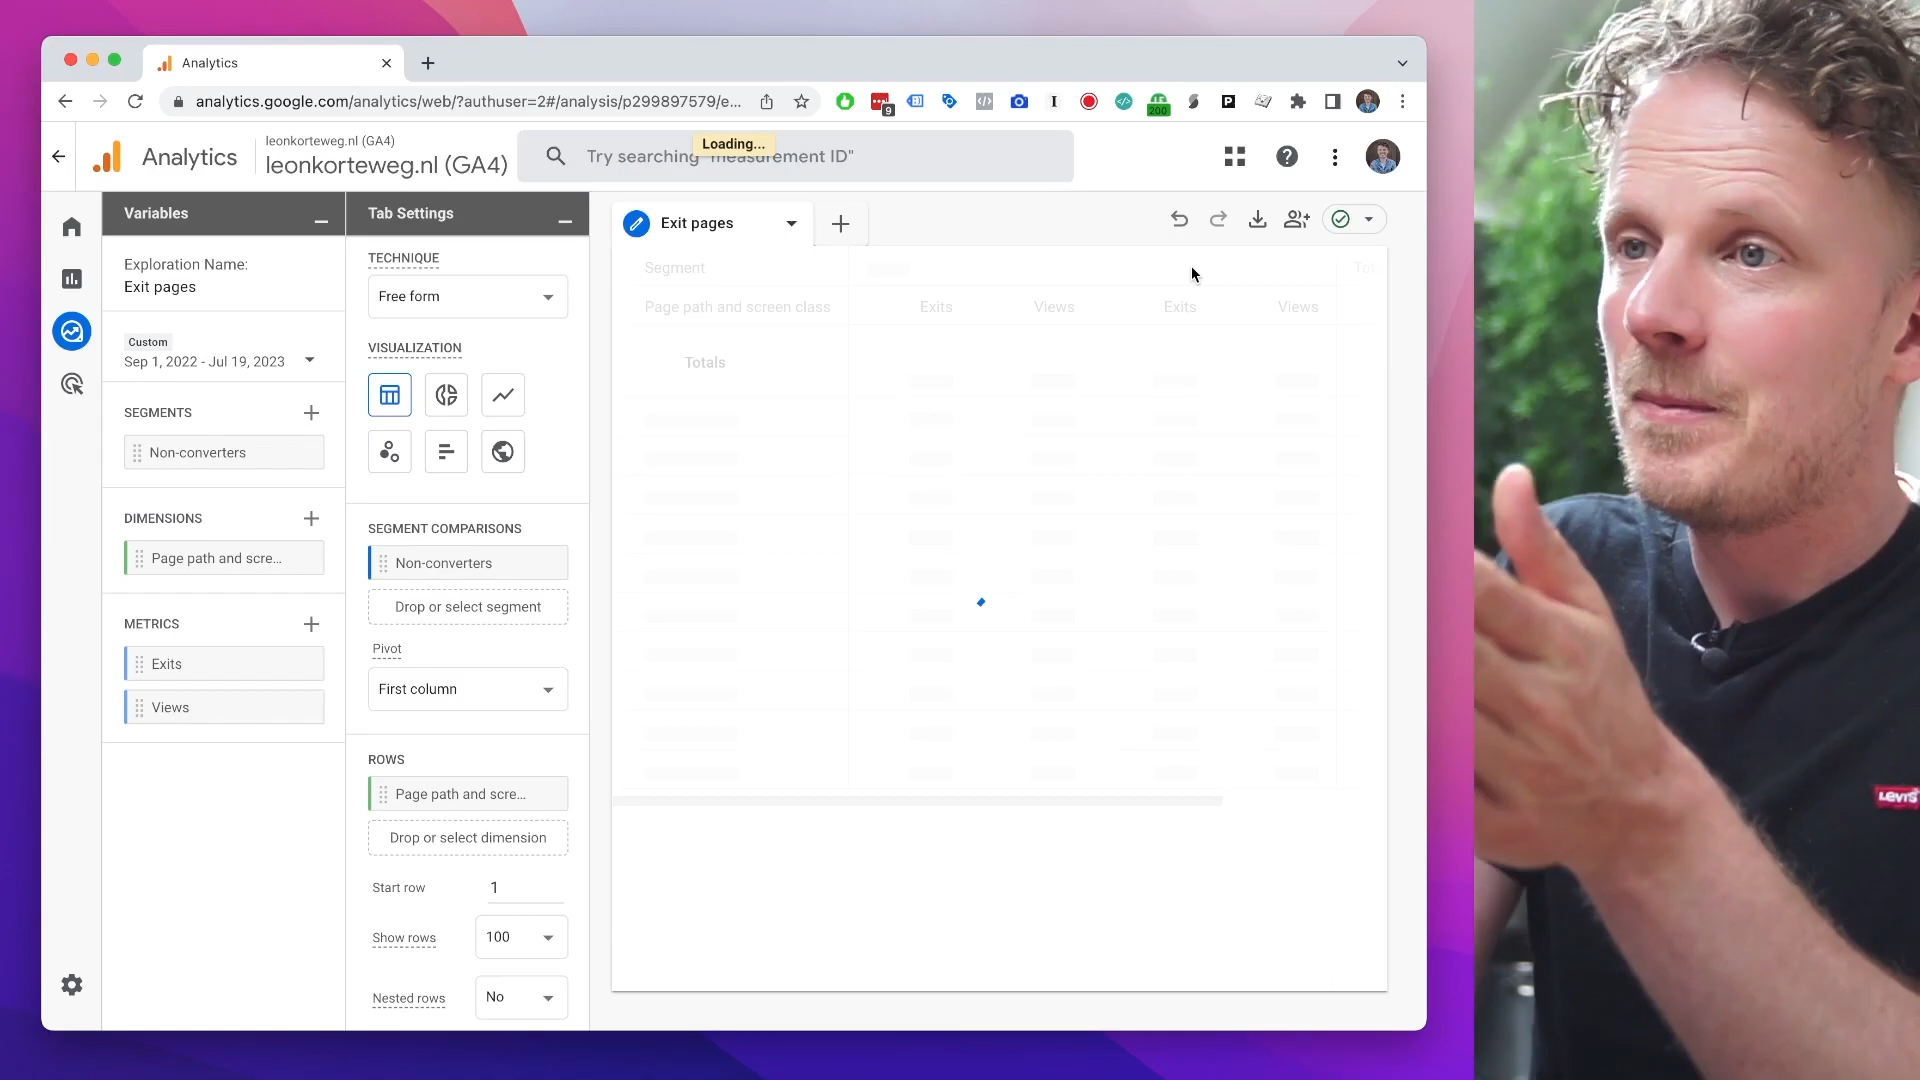 Analytics
analytics.google.com/analytics/web/?authuser=2#/analysis/p299897579/e...
9
200
Analytics
leonkorteweg.nl (GA4)
leonkorteweg.nl (GA4)
Try searching "measurement ID"
Loading...
Variables
Tab Settings
Exit pages
Exploration Name:
Exit pages
Custom
Sep 1, 2022 - Jul 19, 2023
SEGMENTS
Non-converters
DIMENSIONS
Page path and scre...
METRICS
Exits
Views
TECHNIQUE
Free form
VISUALIZATION
SEGMENT COMPARISONS
Non-converters
Drop or select segment
Pivot
First column
ROWS
Page path and scre...
Drop or select dimension
Start row 1
Show rows 100
Nested rows No
Segment
Page path and screen class Exits Views Exits Views
Totals
Levi's